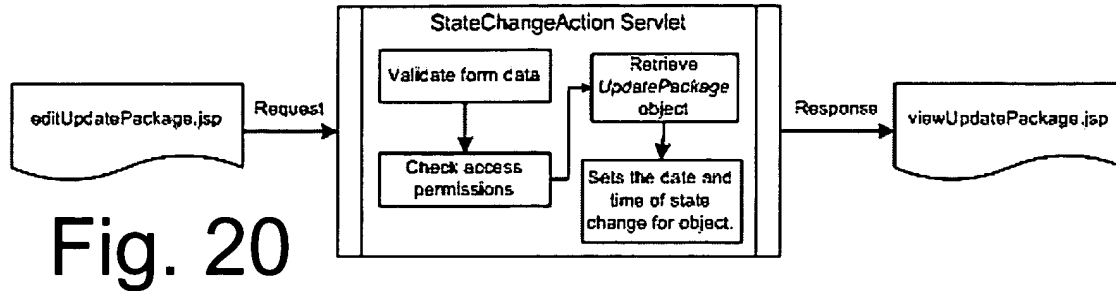 StateChangeAction Servlet
editUpdatePackage.jsp
Request
Validate form data
Check access
permissions
Retrieve
UpdatePackage
object
Sets the date and
time of state
change for object.
Response
viewUpdatePackage.jsp
Fig. 20